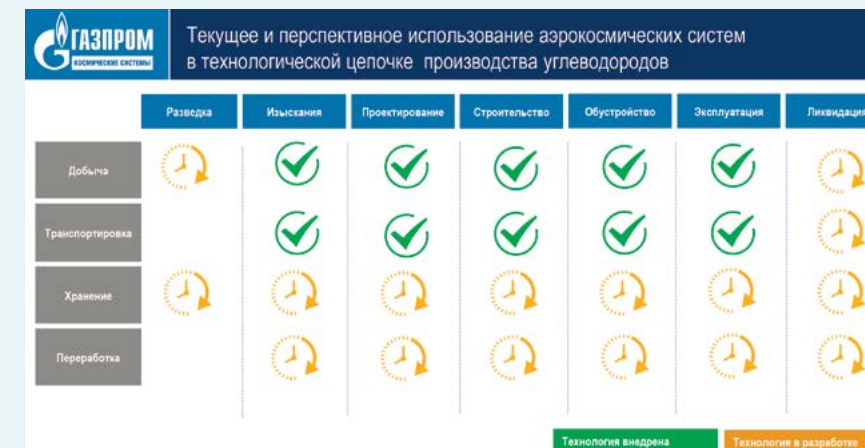 ГАЗПРОМ
КОСМИЧЕСКИЕ СИСТЕМЫ
Текущее и перспективное использование аэрокосмических систем
в технологической цепочке производства углеводородов
Разведка Изыскания Проектирование Строительство Обустройство Эксплуатация Ликвидация
Добыча
Транспортировка
Хранение
Переработка
Технология внедрена Технология в разработке